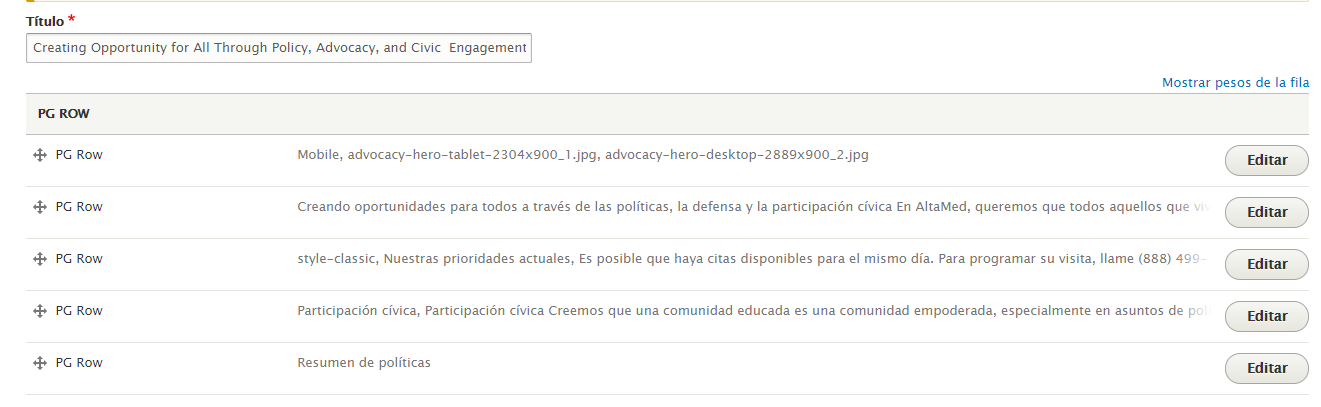 Título *
Creating Opportunity for All Through Policy, Advocacy, and Civic  Engagement
Mostrar pesos de la fila
PG ROW
PG Row Mobile, advocacy-hero-tablet-2304x900_1.jpg, advocacy-hero-desktop-2889x900_2.jpg Editar
PG Row Creando oportunidades para todos a través de las políticas, la defensa y la participación cívica En AltaMed, queremos que todos aquellos que Editar
PG Row style-classic, Nuestras prioridades actuales, Es posible que haya citas disponibles para el mismo día. Para programar su visita, llame (888) 499- Editar
PG Row Participación cívica, Participación cívica Creemos que una comunidad educada es una comunidad empoderada, especialmente en asuntos de Editar
PG Row Resumen de políticas Editar